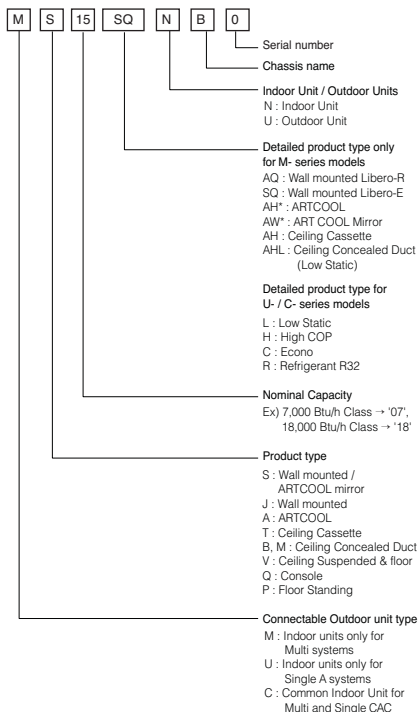 M S 15 SQ N B 0
Serial number
Chassis name
Indoor Unit / Outdoor Units
N : Indoor Unit
U : Outdoor Unit
Detailed product type only
for M- series models
AQ : Wall mounted Libero-R
SQ : Wall mounted Libero-E
AH* : ARTCOOL
AW* : ART COOL Mirror
AH : Ceiling Cassette
AHL : Ceiling Concealed Duct
(Low Static)
Detailed product type for
U- / C- series models
L : Low Static
H : High COP
C : Econo
R : Refrigerant R32
Nominal Capacity
Ex) 7,000 Btu/h Class → '07',
18,000 Btu/h Class → '18'
Product type
S : Wall mounted /
ARTCOOL mirror
J : Wall mounted
A : ARTCOOL
T : Ceiling Cassette
B, M : Ceiling Concealed Duct
V : Ceiling Suspended & floor
Q : Console
P : Floor Standing
Connectable Outdoor unit type
M : Indoor units only for
Multi systems
U : Indoor units only for
Single A systems
C : Common Indoor Unit for
Multi and Single CAC